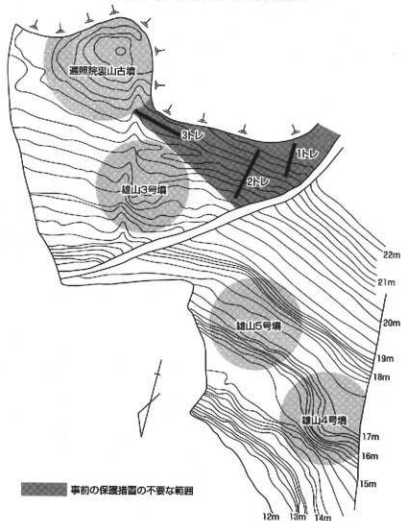 遍照院裏山古墳
3トレ
1トレ
2トレ
雄山3号墳
22m
21m
20m
雄山5号墳
19m
18m
雄山4号墳
17m
16m
15m
12m
13m
14m
事前の保護措置の不要な範囲